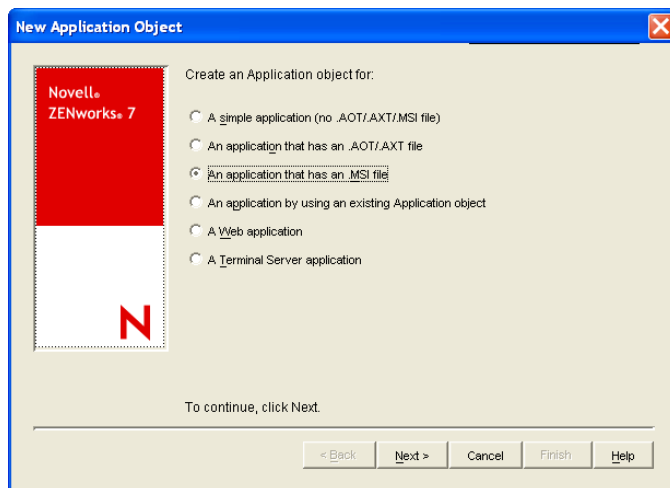 New Application Object
Novell®
ZENworks® 7
Create an Application object for:
A simple application (no .AOT/.AXT/.MSI file)
An application that has an .AOT/.AXT file
An application that has an .MSI file
An application by using an existing Application object
A Web application
A Terminal Server application
N
To continue, click Next.
< Back
Next >
Cancel
Finish
Help